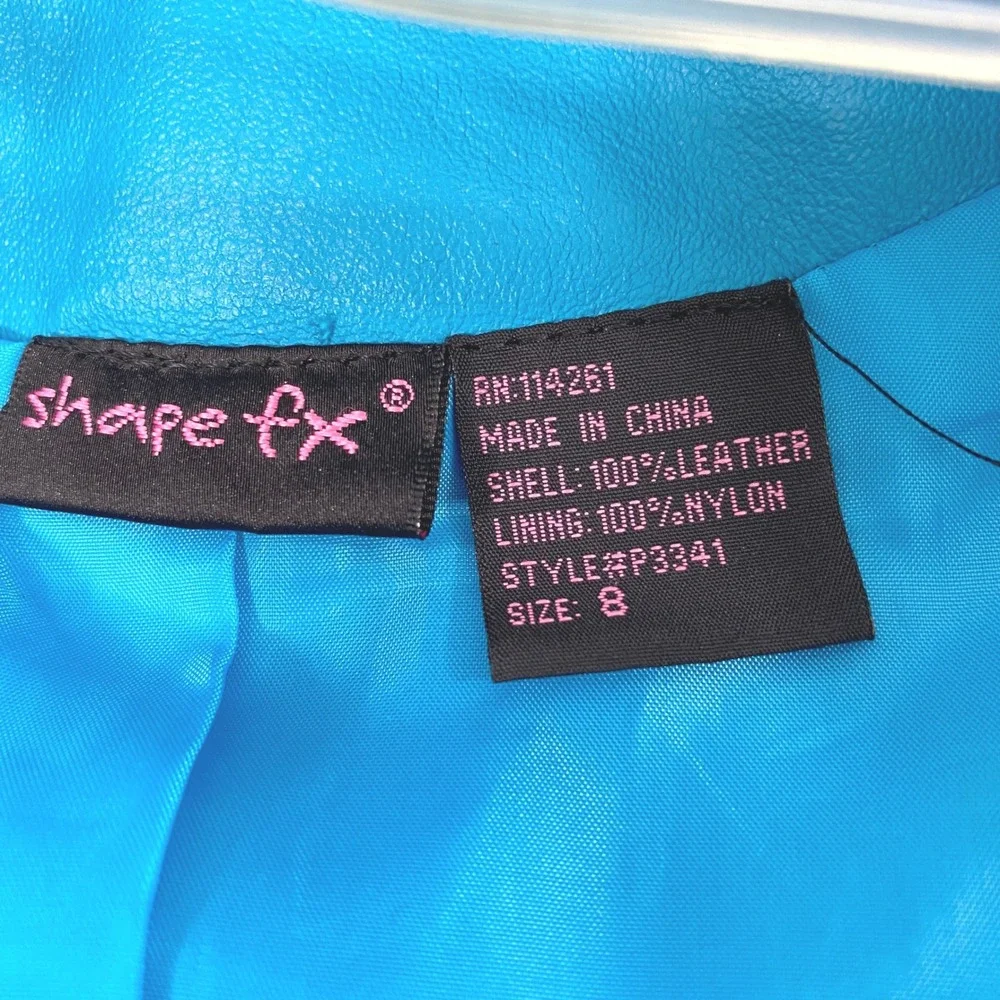 shape fx®
RN:114261
MADE IN CHINA
SHELL:100%LEATHER
LINING:100%NYLON
STYLE#P3341
SIZE: 8